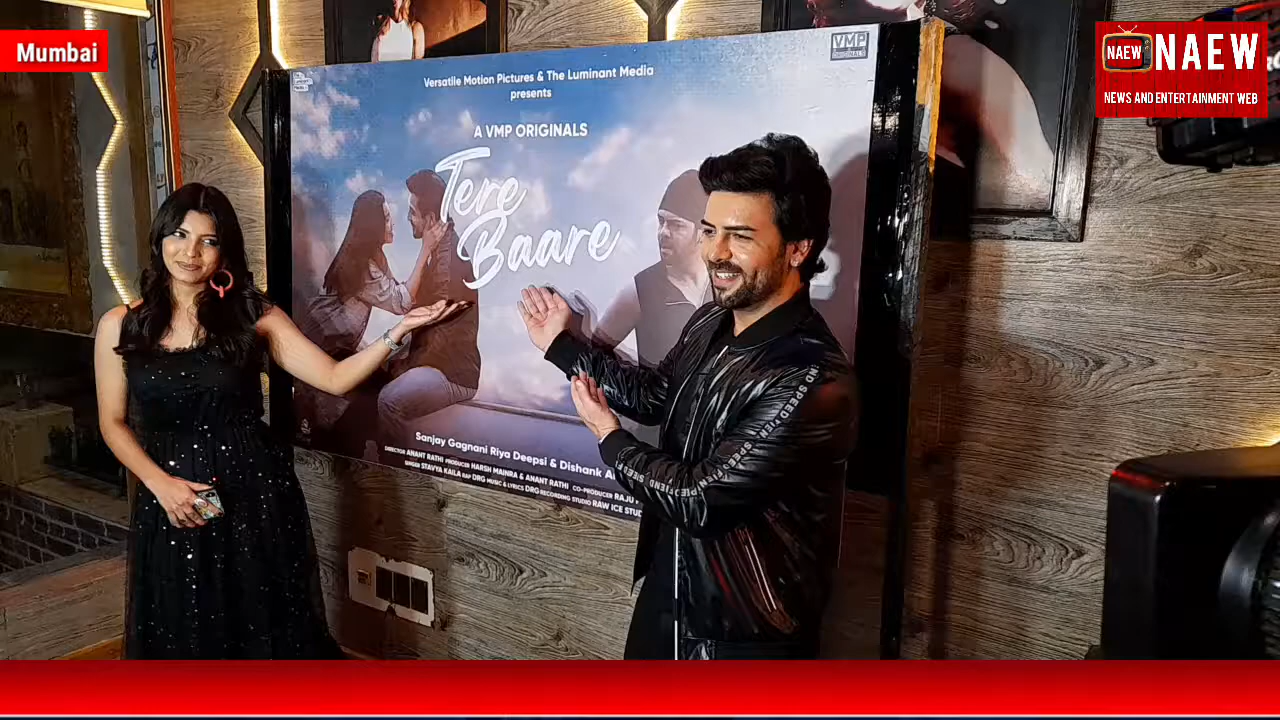 Mumbai
NAEW
NAEW
NEWS AND ENTERTAINMENT WEB
VMP
ORIGINALS
Versatile Motion Pictures & The Luminant Media
presents
A VMP ORIGINALS
Tere
Baare
Sanjay Gagnani Riya Deepsi & Dishank
DIRECTOR ANANT RATHI PRODUCER HARSH MAINRA & ANANT RATHI CO-PRODUCER RAJU
SINGER STAVYA KAILA RAP DRG MUSIC & LYRICS DRG RECORDING STUDIO RAW ICE